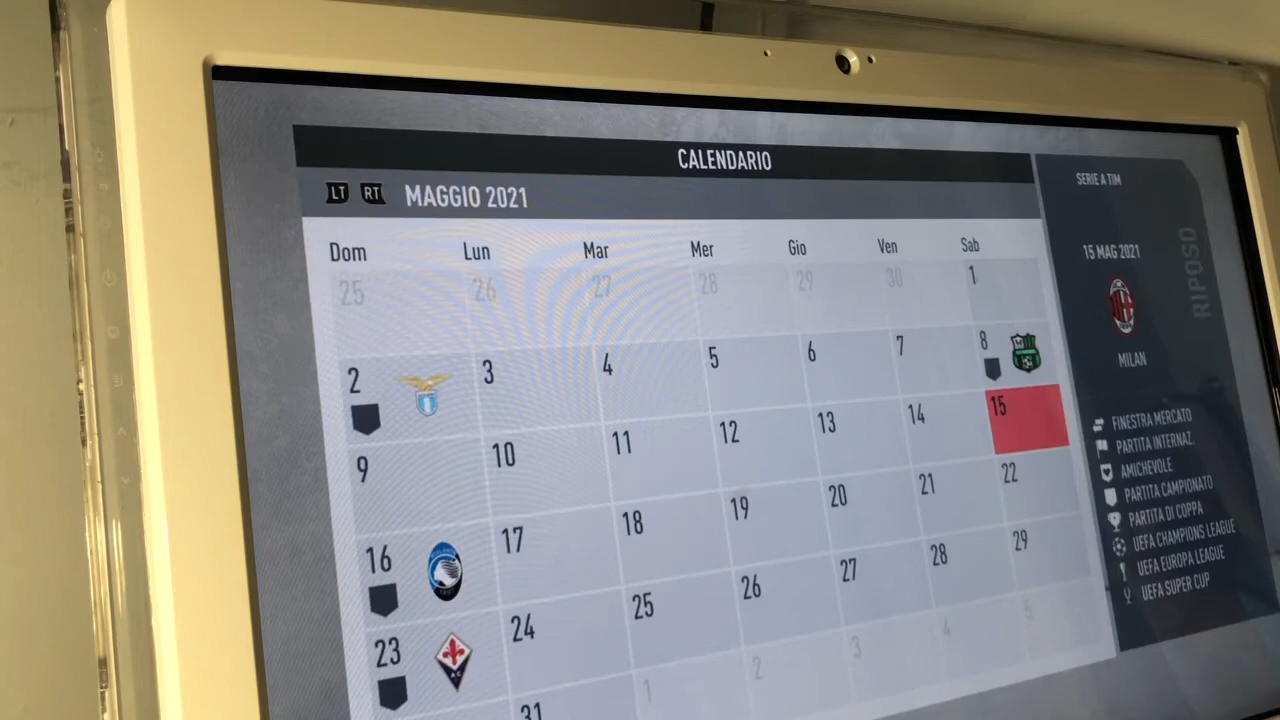 CALENDARIO
LT RT MAGGIO 2021
Dom Lun Mar Mer Gio Ven Sab
25 26 27 28 29 30 1
2 3 4 5 6 7 8
9 10 11 12 13 14 15
16 17 18 19 20 21 22
23 24 25 26 27 28 29
31 1 2 3 4 5
SERIE A TIM
15 MAG 2021
RIPOSO
MILAN
FINESTRA MERCATO
PARTITA INTERNAZ.
AMICHEVOLE
PARTITA CAMPIONATO
PARTITA DI COPPA
UEFA CHAMPIONS LEAGUE
UEFA EUROPA LEAGUE
UEFA SUPER CUP